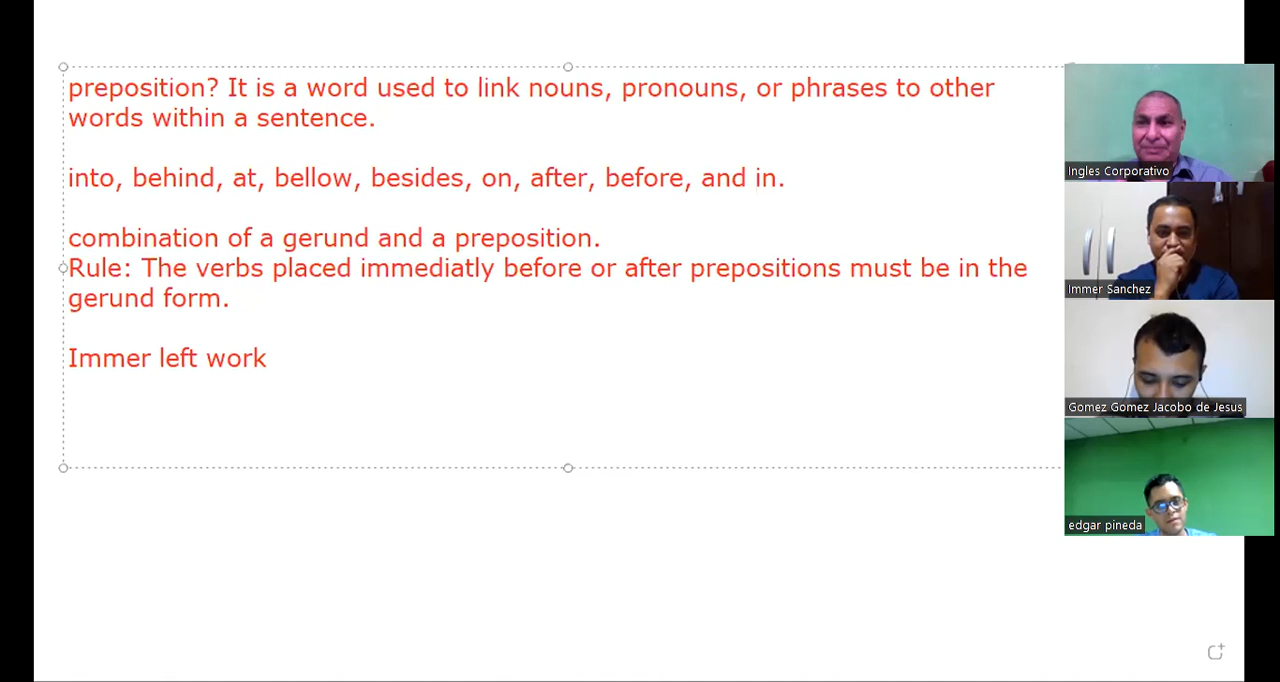 preposition? It is a word used to link nouns, pronouns, or phrases to other
words within a sentence.
into, behind, at, bellow, besides, on, after, before, and in.
combination of a gerund and a preposition.
Rule: The verbs placed immediatly before or after prepositions must be in the
gerund form.
Immer left work
Ingles Corporativo
Immer Sanchez
Gomez Gomez Jacobo de Jesus
edgar pineda